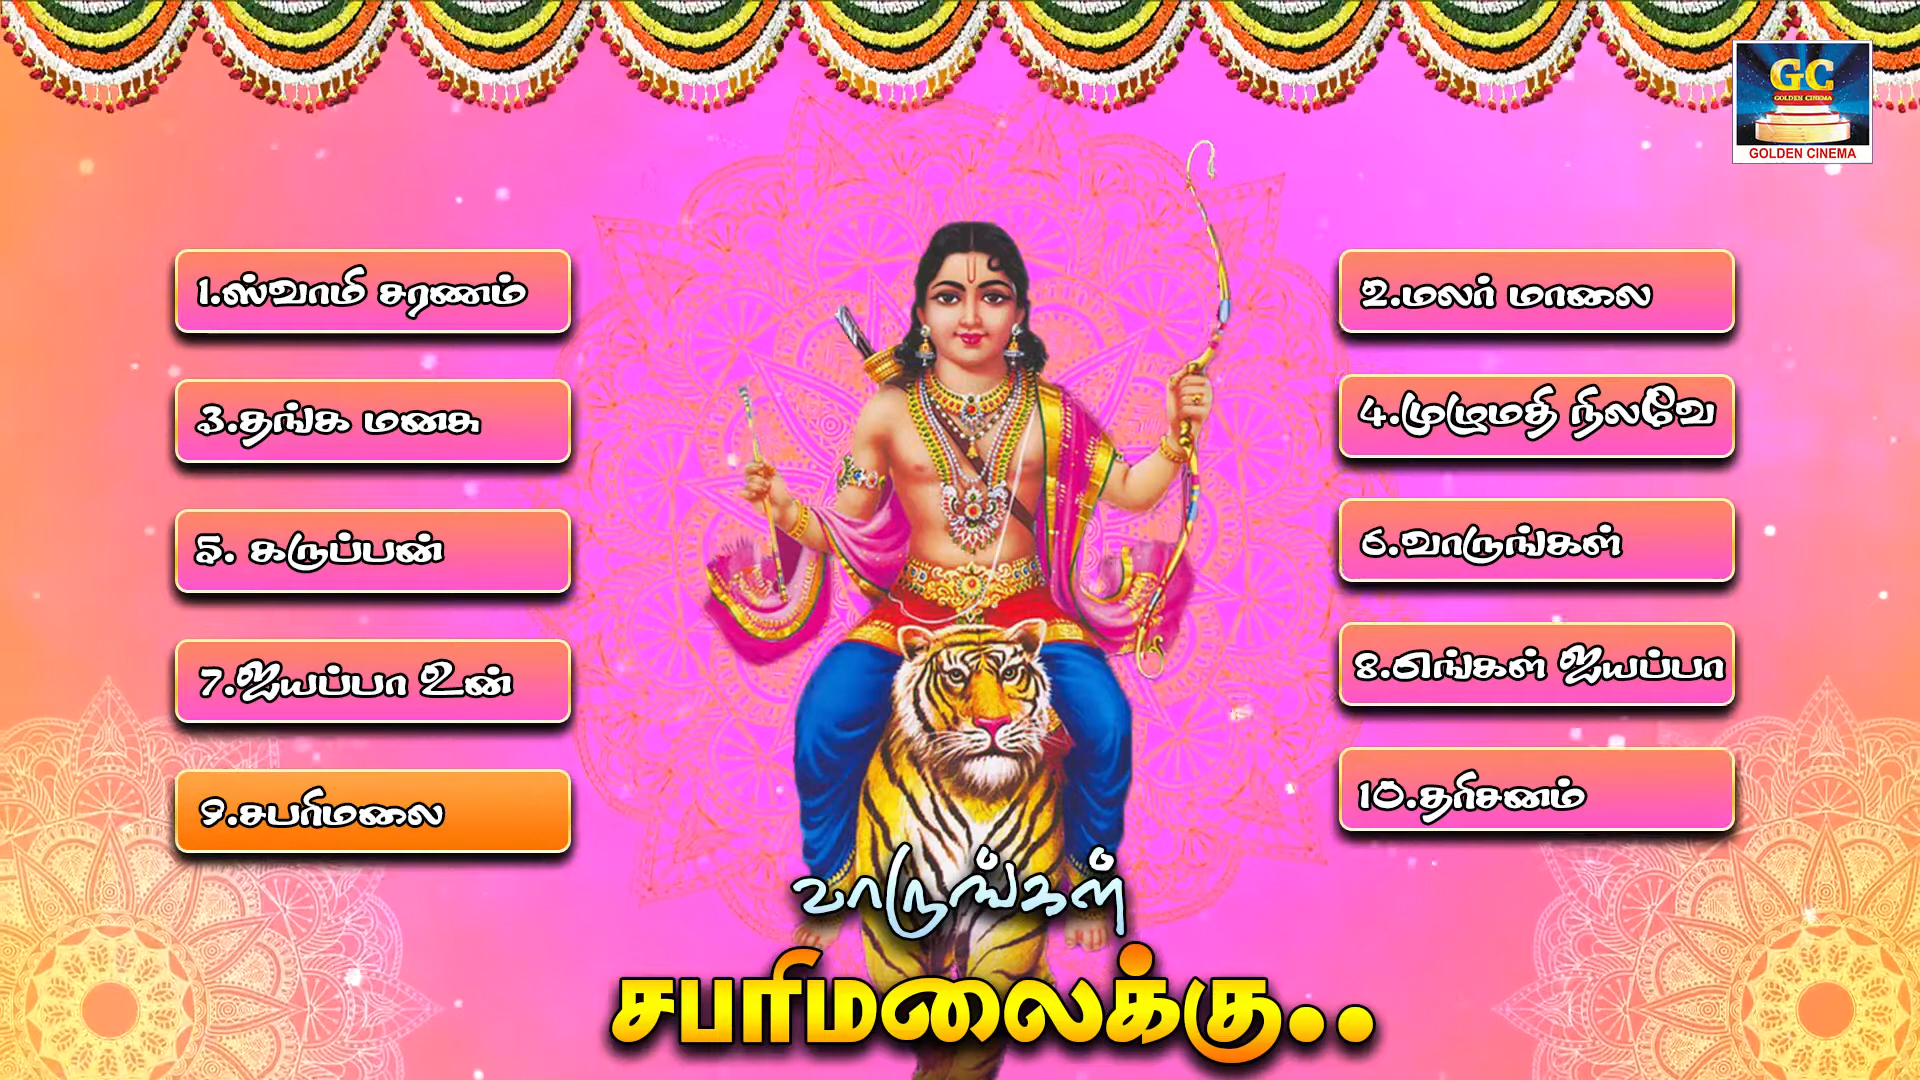 GC
GOLDEN CINEMA
GOLDEN CINEMA
1.ஸ்வாமி சரணம்
2.மலர் மாலை
3.தங்க மனசு
4.முழுமதி நிலவே
5. கருப்பன்
6.வாருங்கள்
7.ஐயப்பா உன்
8.எங்கள் ஐயப்பா
9.சபரிமலை
10.தரிசனம்
வாருங்கள்
சபரிமலைக்கு..